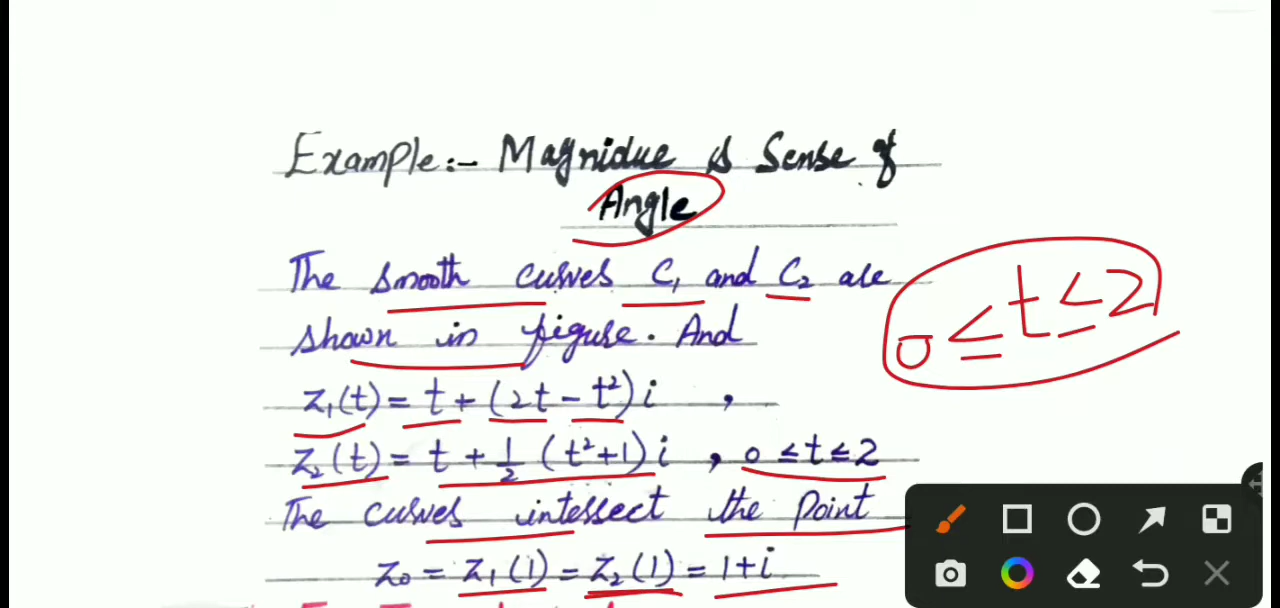 Example:- Magnidue & Sense of
Angle
The smooth curves C₁ and C₂ are
shown in figure. And
z₁(t) = t + (2t - t²)i ,
0 ≤ t ≤ 2
z₂(t) = t + 1/2 (t²+1)i , 0 ≤ t ≤ 2
The curves intersect the point
z₀ = z₁(1) = z₂(1) = 1+i